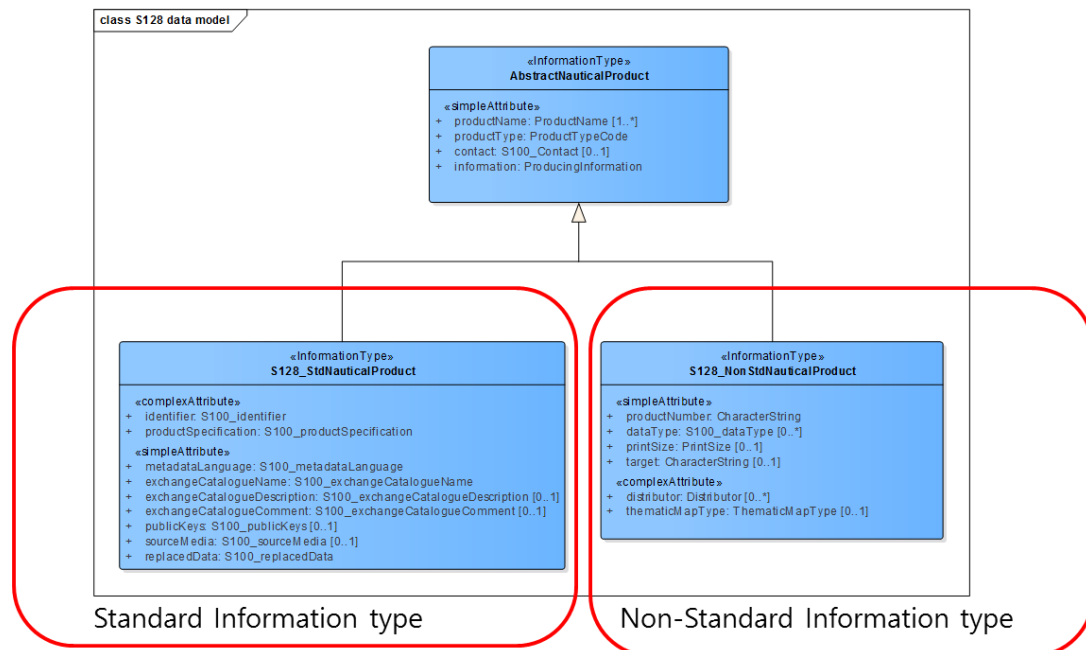 class S128 data model
«InformationType»
AbstractNauticalProduct
«simpleAttribute»
+ productName: ProductName [1..*]
+ productType: ProductTypeCode
+ contact: S100_Contact [0..1]
+ information: ProducingInformation
«InformationType»
S128_StdNauticalProduct
«complexAttribute»
+ identifier: S100_identifier
+ productSpecification: S100_productSpecification
«simpleAttribute»
+ metadataLanguage: S100_metadataLanguage
+ exchangeCatalogueName: S100_exchangeCatalogueName
+ exchangeCatalogueDescription: S100_exchangeCatalogueDescription [0..1]
+ exchangeCatalogueComment: S100_exchangeCatalogueComment [0..1]
+ publicKeys: S100_publicKeys [0..1]
+ sourceMedia: S100_sourceMedia [0..1]
+ replacedData: S100_replacedData
«InformationType»
S128_NonStdNauticalProduct
«simpleAttribute»
+ productNumber: CharacterString
+ dataType: S100_dataType [0..*]
+ printSize: PrintSize [0..1]
+ target: CharacterString [0..1]
«complexAttribute»
+ distributor: Distributor [0..*]
+ thematicMapType: ThematicMapType [0..1]
Standard Information type
Non-Standard Information type